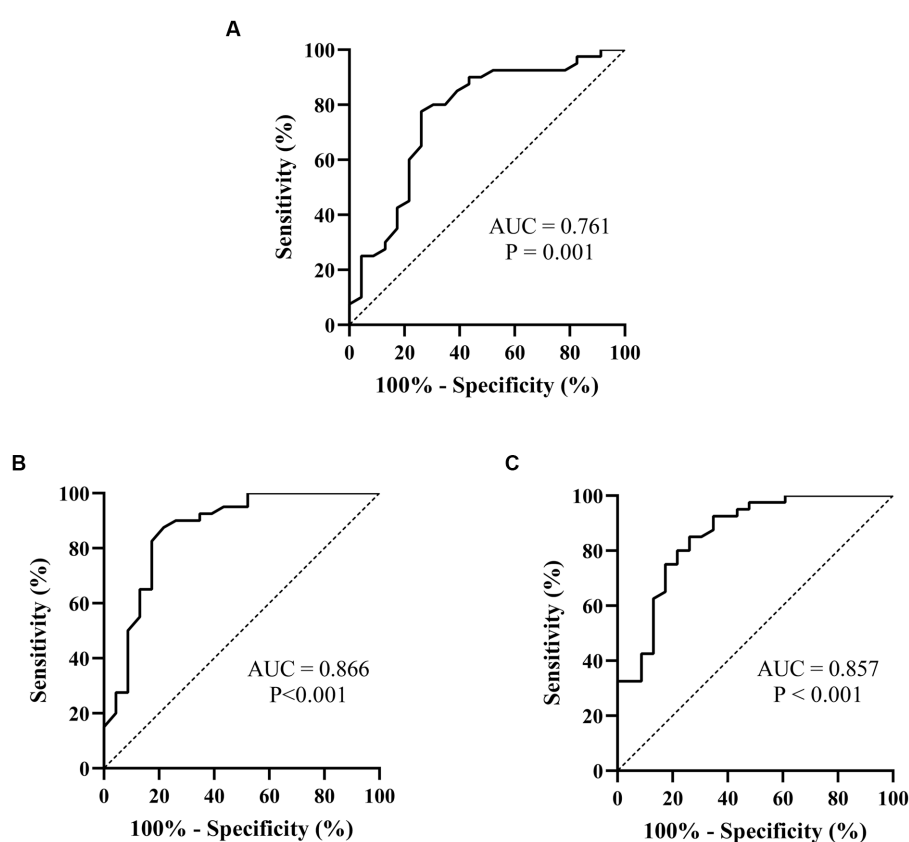 A
100
80
60
40
20
0
Sensitivity (%)
AUC = 0.761
P = 0.001
0 20 40 60 80 100
100% - Specificity (%)
B
100
80
60
40
20
0
Sensitivity (%)
AUC = 0.866
P<0.001
0 20 40 60 80 100
100% - Specificity (%)
C
100
80
60
40
20
0
Sensitivity (%)
AUC = 0.857
P < 0.001
0 20 40 60 80 100
100% - Specificity (%)